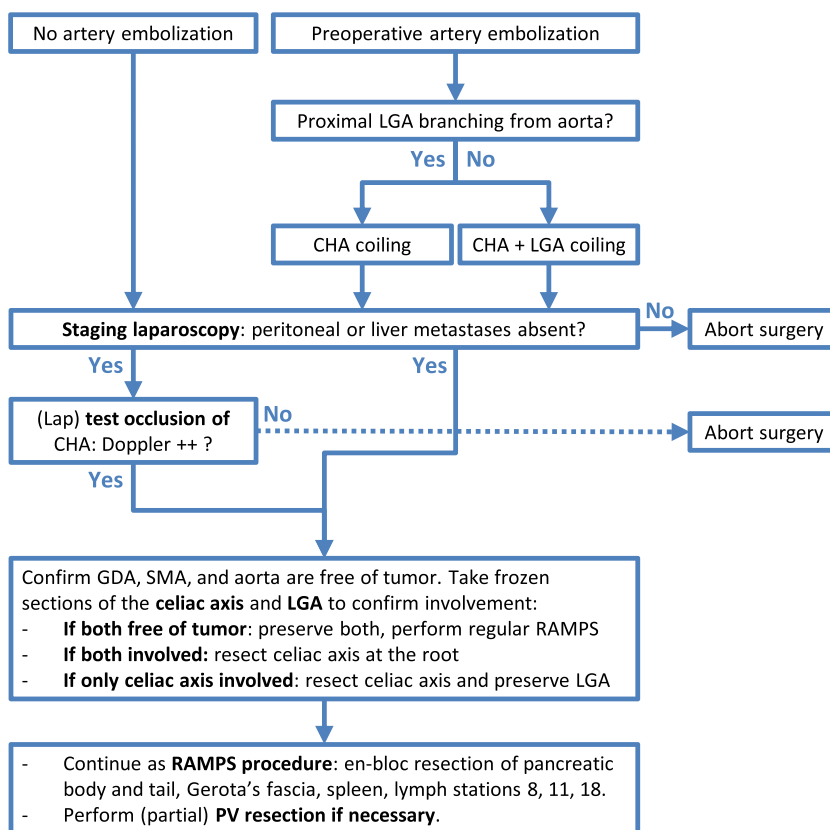 No artery embolization
Preoperative artery embolization
Proximal LGA branching from aorta?
Yes No
CHA coiling
CHA + LGA coiling
Staging laparoscopy: peritoneal or liver metastases absent?
No
Abort surgery
Yes
Yes
(Lap) test occlusion of
CHA: Doppler ++ ?
No
Abort surgery
Yes
Confirm GDA, SMA, and aorta are free of tumor. Take frozen
sections of the celiac axis and LGA to confirm involvement:
- If both free of tumor: preserve both, perform regular RAMPS
- If both involved: resect celiac axis at the root
- If only celiac axis involved: resect celiac axis and preserve LGA
- Continue as RAMPS procedure: en-bloc resection of pancreatic
body and tail, Gerota's fascia, spleen, lymph stations 8, 11, 18.
- Perform (partial) PV resection if necessary.